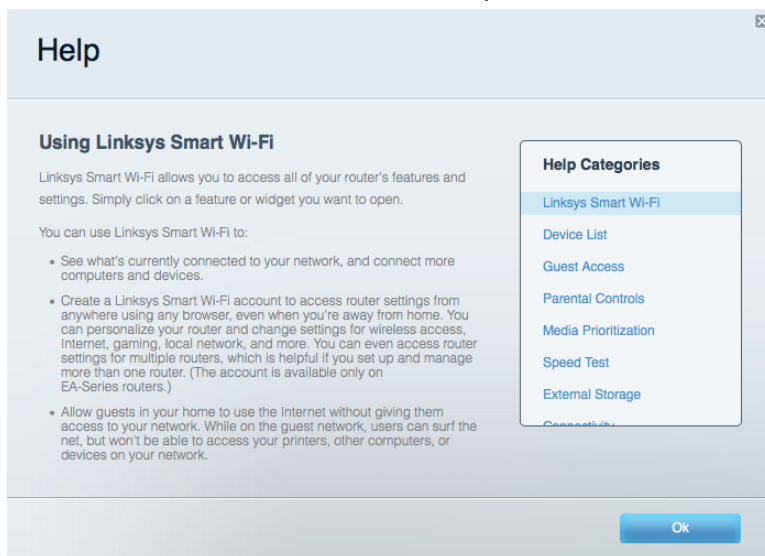 Help
Using Linksys Smart Wi-Fi
Linksys Smart Wi-Fi allows you to access all of your router's features and
settings. Simply click on a feature or widget you want to open.
You can use Linksys Smart Wi-Fi to:
• See what's currently connected to your network, and connect more
computers and devices.
• Create a Linksys Smart Wi-Fi account to access router settings from
anywhere using any browser, even when you're away from home. You
can personalize your router and change settings for wireless access,
Internet, gaming, local network, and more. You can even access router
settings for multiple routers, which is helpful if you set up and manage
more than one router. (The account is available only on
EA-Series routers.)
• Allow guests in your home to use the Internet without giving them
access to your network. While on the guest network, users can surf the
net, but won't be able to access your printers, other computers, or
devices on your network.
Help Categories
Linksys Smart Wi-Fi
Device List
Guest Access
Parental Controls
Media Prioritization
Speed Test
External Storage
Connectivity
Ok